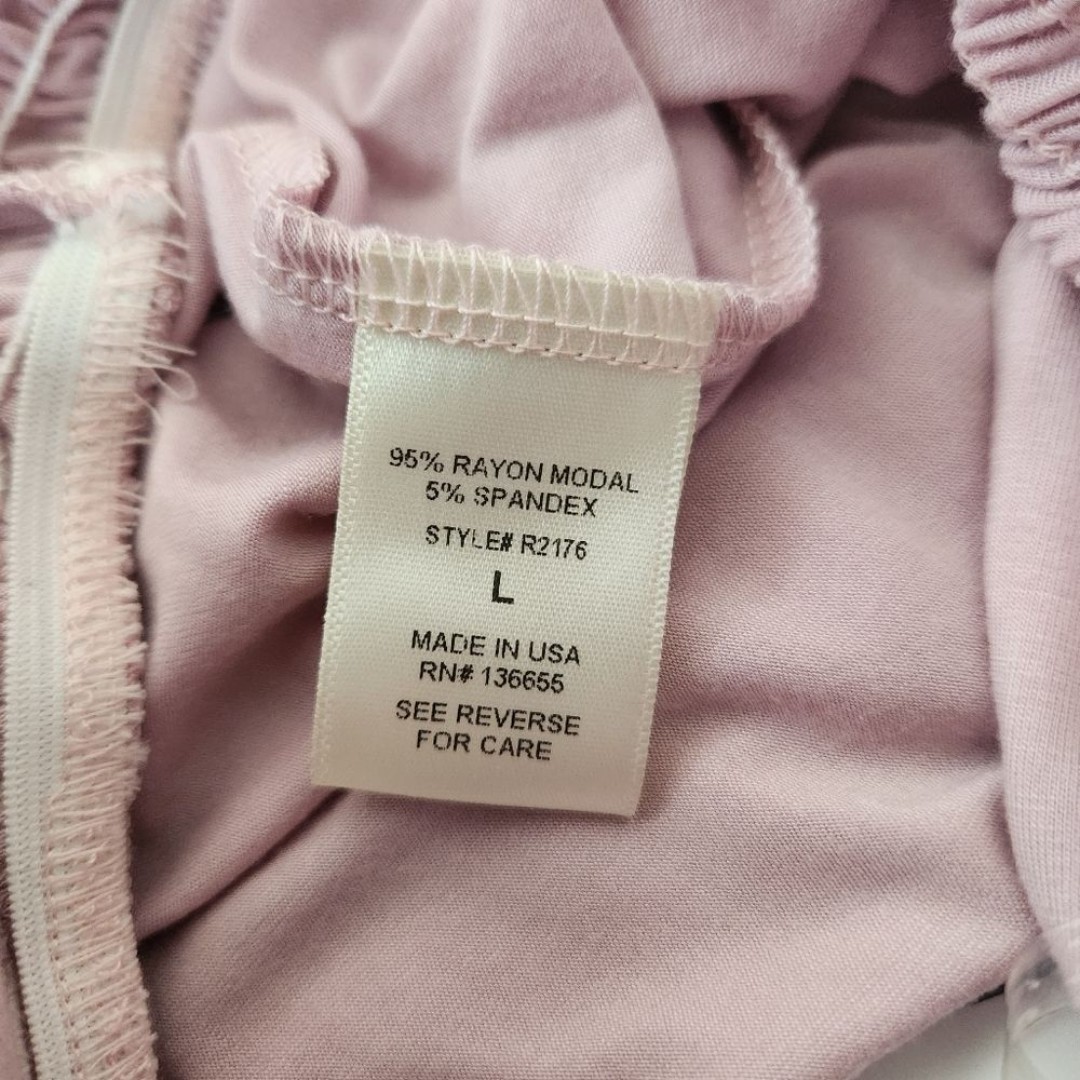 95% RAYON MODAL
5% SPANDEX
STYLE# R2176
L
MADE IN USA
RN# 136655
SEE REVERSE
FOR CARE